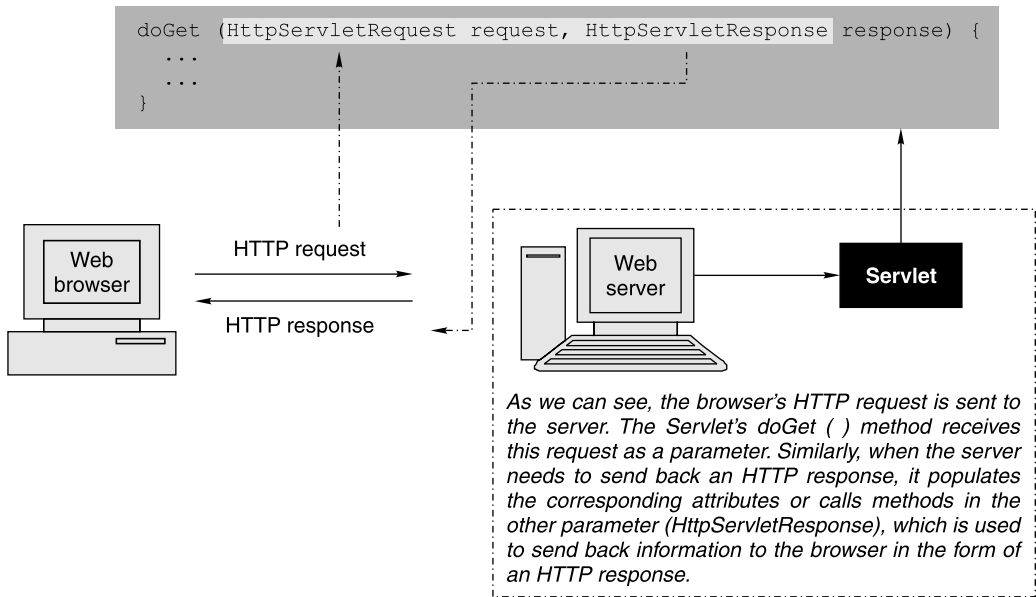 doGet (HttpServletRequest request, HttpServletResponse response) {
...
...
}
HTTP request
Web
browser
HTTP response
Web
server
Servlet
As we can see, the browser's HTTP request is sent to
the server. The Servlet's doGet ( ) method receives
this request as a parameter. Similarly, when the server
needs to send back an HTTP response, it populates
the corresponding attributes or calls methods in the
other parameter (HttpServletResponse), which is used
to send back information to the browser in the form of
an HTTP response.